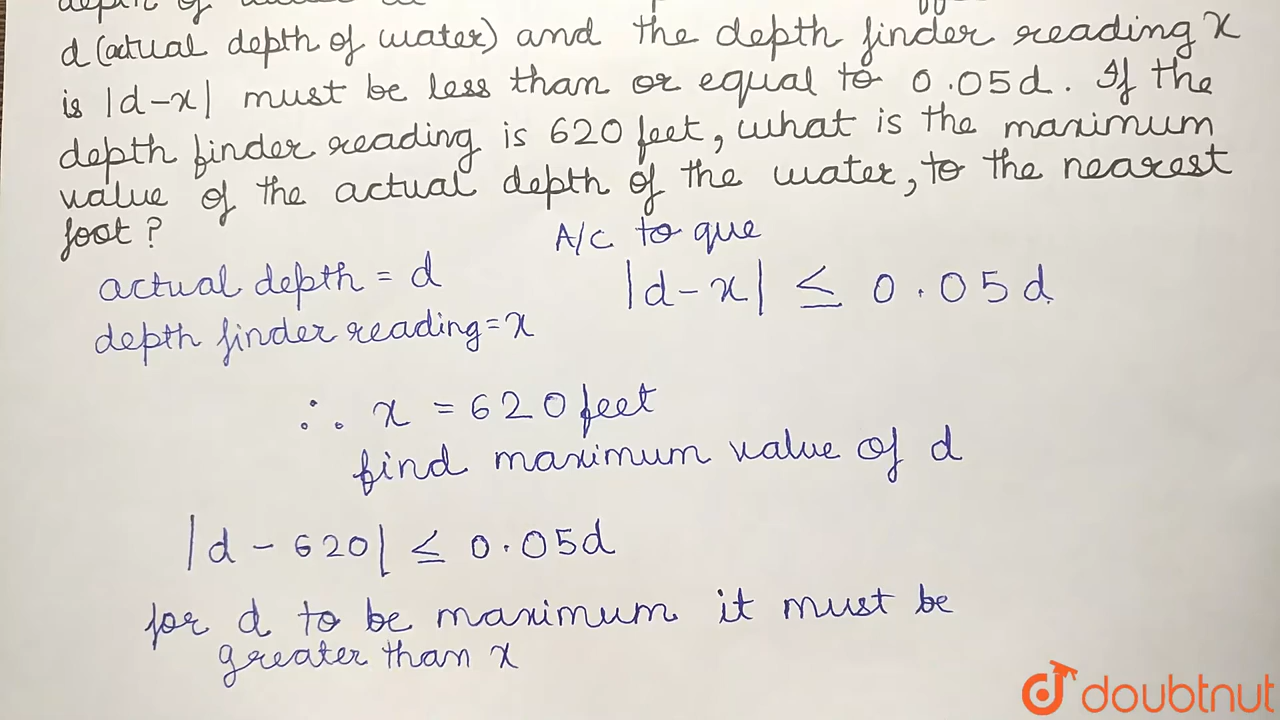 depth of
d (actual depth of water) and the depth finder reading x
is |d-x| must be less than or equal to 0.05d. If the
depth finder reading is 620 feet, what is the maximum
value of the actual depth of the water, to the nearest
foot?
A/C to que
actual depth = d
|d-x| ≤ 0.05d
depth finder reading = x
∴ x = 620 feet
find maximum value of d
|d - 620| ≤ 0.05d
for d to be maximum it must be
greater than x
doubtnut